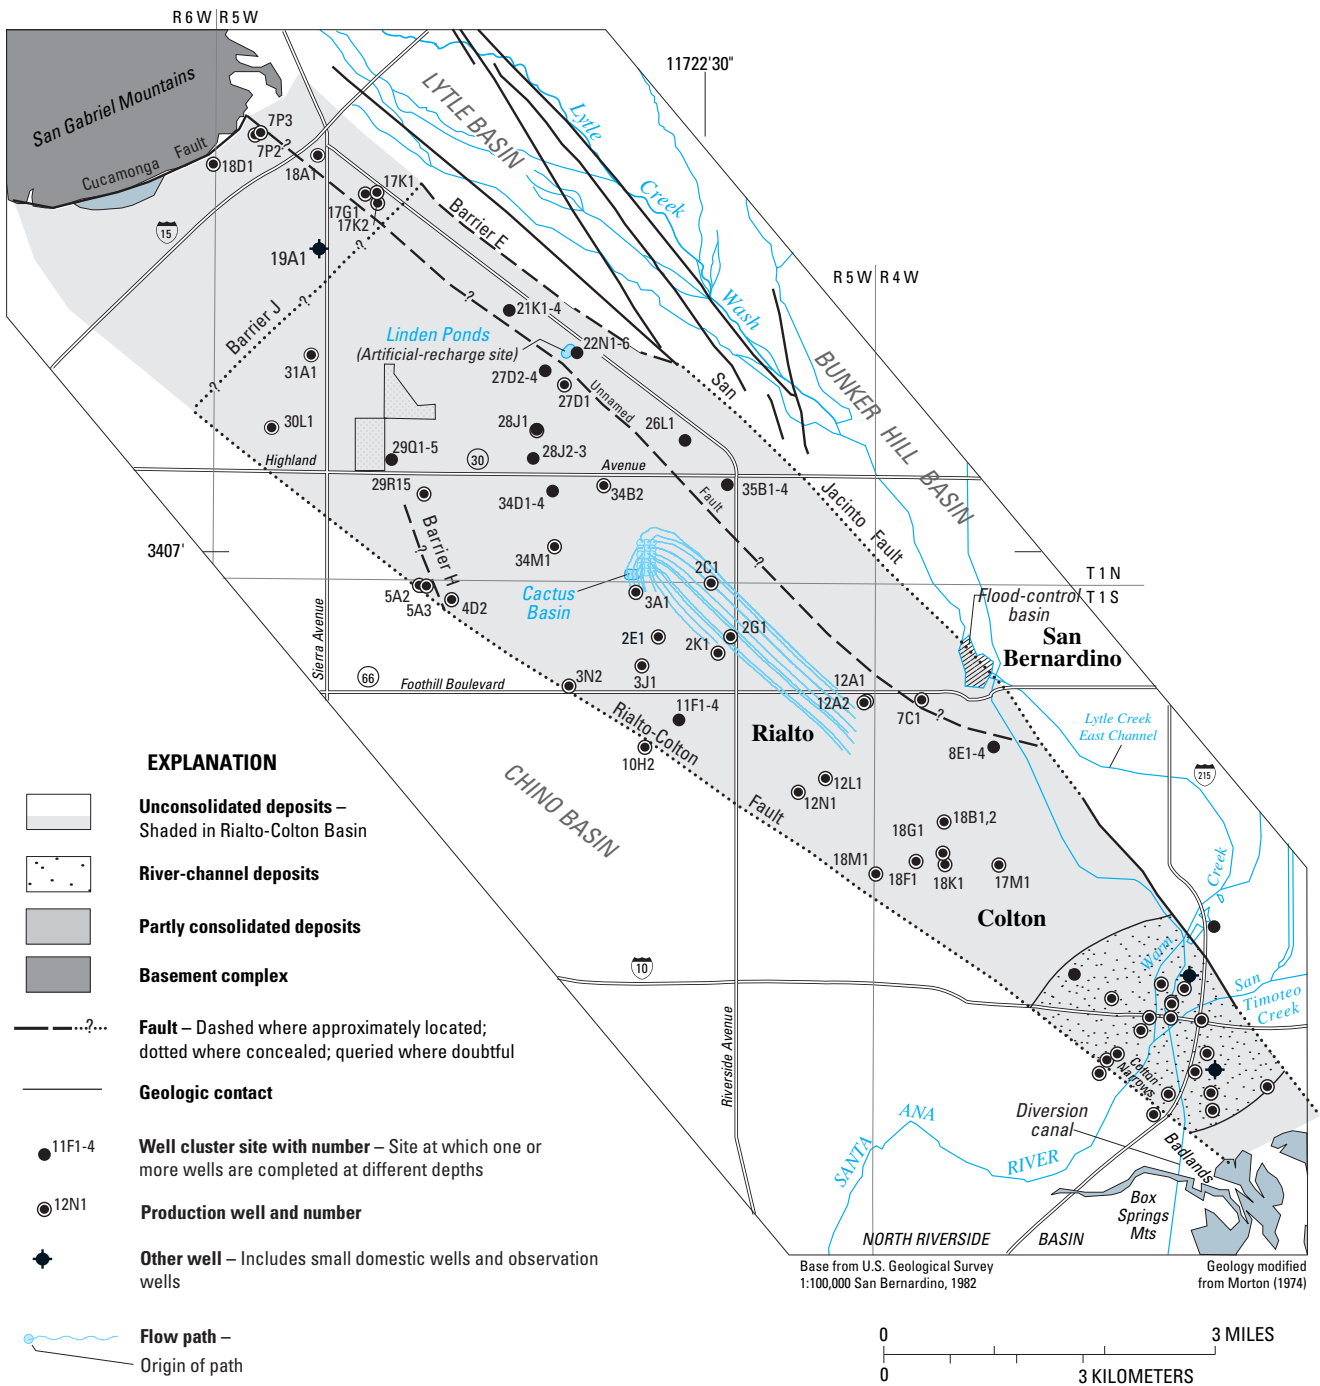 R 6 W R 5 W
11722'30"
San Gabriel Mountains
LYTLE BASIN
Lytle
Creek
Wash
7P3
7P2
?
Cucamonga Fault
18D1
18A1
17K1
17G1
17K2
Barrier E
15
19A1
?
R 5 W R 4 W
Barrier J
?
?
?
21K1-4
Linden Ponds
(Artificial-recharge site)
22N1-6
31A1
27D2-4
27D1
Unnamed
San
BUNKER HILL BASIN
30L1
28J1
26L1
Highland
29Q1-5
30
28J2-3
Avenue
29R15
34D1-4
34B2
Fault
35B1-4
Jacinto
Fault
Barrier H
?
3407'
34M1
?
T 1 N
T 1 S
2C1
Cactus
Basin
3A1
5A2
5A3
4D2
Flood-control
basin
San
Bernardino
Sierra Avenue
2E1
2K1
2G1
3J1
66
Foothill Boulevard
3N2
12A1
12A2
7C1
?
Rialto-Colton
11F1-4
Rialto
10H2
8E1-4
Lytle Creek
East Channel
215
CHINO BASIN
12L1
12N1
Fault
18B1,2
18G1
18M1
18F1
18K1
17M1
Colton
10
Riverside Avenue
Warm
Creek
San
Timoteo
Creek
Colton
Narrows
Diversion
canal
Badlands
SANTA
ANA
RIVER
Box
Springs
Mts
NORTH RIVERSIDE BASIN
Base from U.S. Geological Survey
1:100,000 San Bernardino, 1982
Geology modified
from Morton (1974)
EXPLANATION
Unconsolidated deposits –
Shaded in Rialto-Colton Basin
River-channel deposits
Partly consolidated deposits
Basement complex
?
Fault – Dashed where approximately located;
dotted where concealed; queried where doubtful
Geologic contact
11F1-4
Well cluster site with number – Site at which one or
more wells are completed at different depths
12N1
Production well and number
Other well – Includes small domestic wells and observation
wells
Flow path –
Origin of path
0 3 MILES
0 3 KILOMETERS